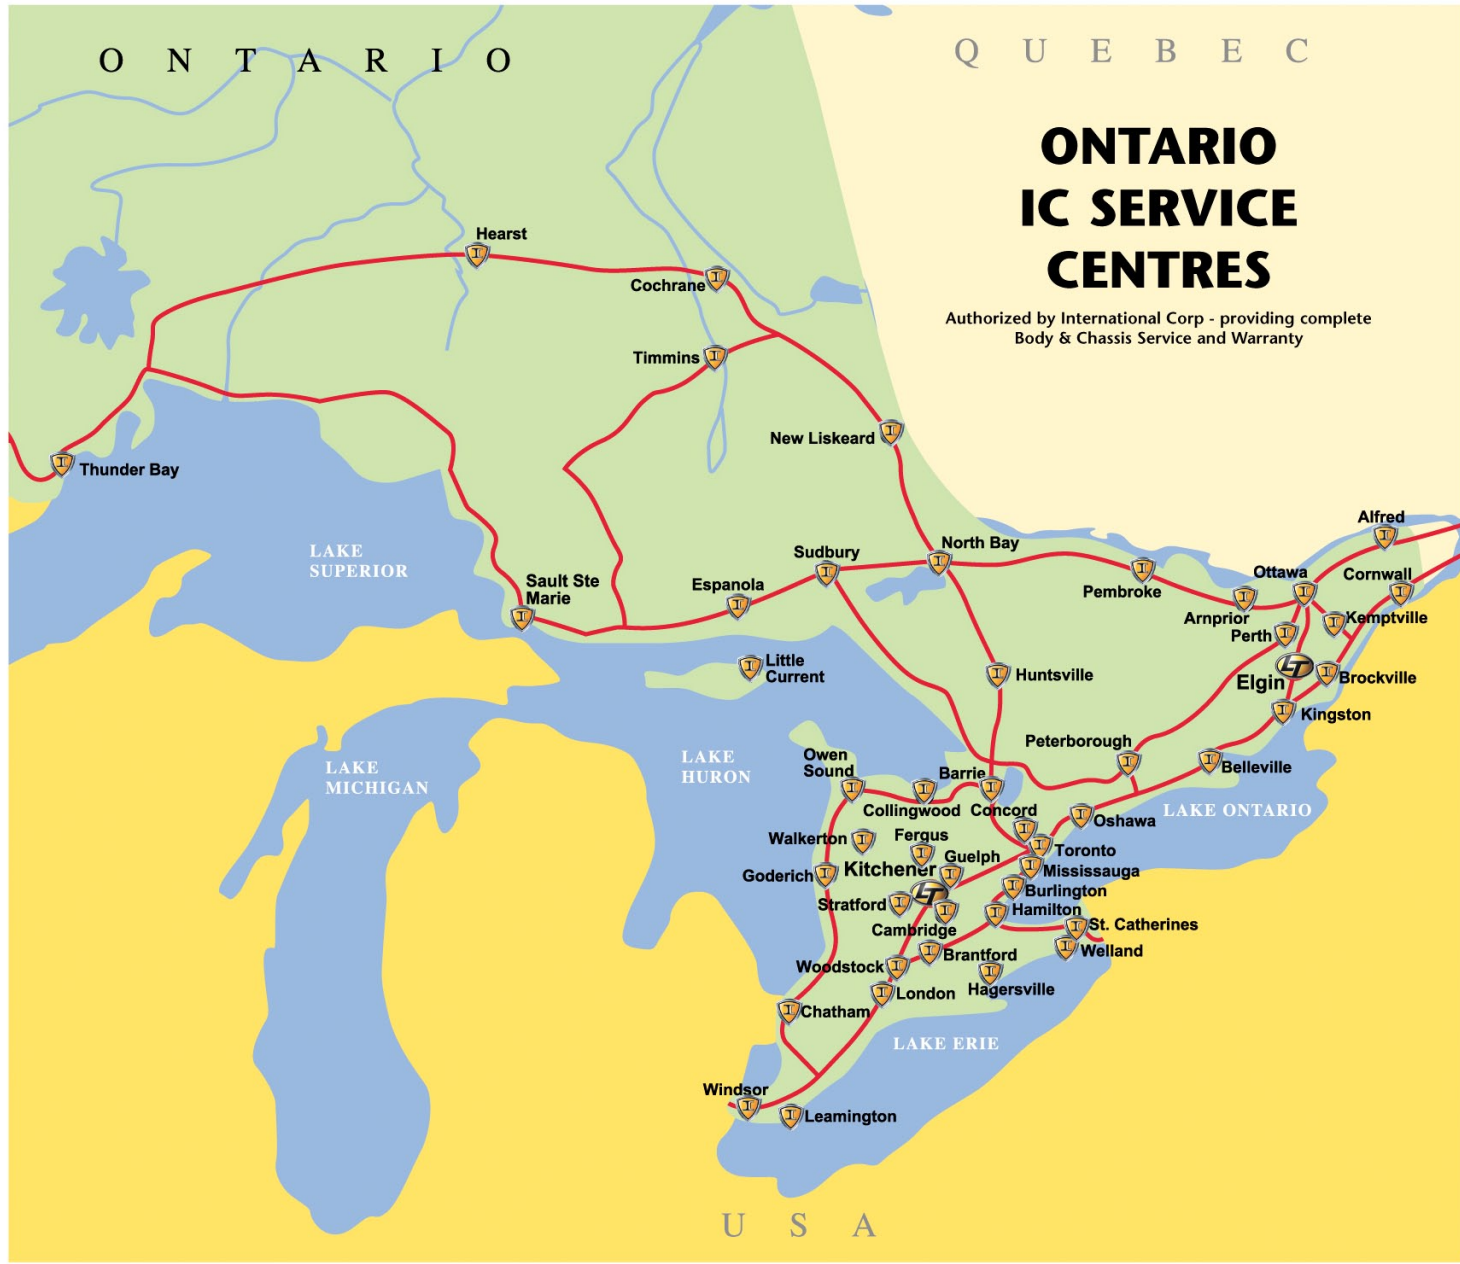 ONTARIO
QUEBEC
ONTARIO
IC SERVICE
CENTRES
Authorized by International Corp - providing complete
Body & Chassis Service and Warranty
Hearst
Cochrane
Timmins
New Liskeard
Thunder Bay
LAKE
SUPERIOR
Sault Ste
Marie
Espanola
Sudbury
North Bay
Pembroke
Arnprior
Ottawa
Alfred
Cornwall
Kemptville
Perth
LT
Elgin
Brockville
Kingston
Little
Current
Huntsville
Peterborough
Belleville
LAKE
MICHIGAN
LAKE
HURON
Owen
Sound
Collingwood
Barrie
Concord
Oshawa
LAKE ONTARIO
Walkerton
Fergus
Guelph
Toronto
Mississauga
Goderich
Kitchener
LT
Burlington
Stratford
Hamilton
Cambridge
St. Catherines
Welland
Brantford
Woodstock
Hagersville
London
Chatham
LAKE ERIE
Windsor
Leamington
USA